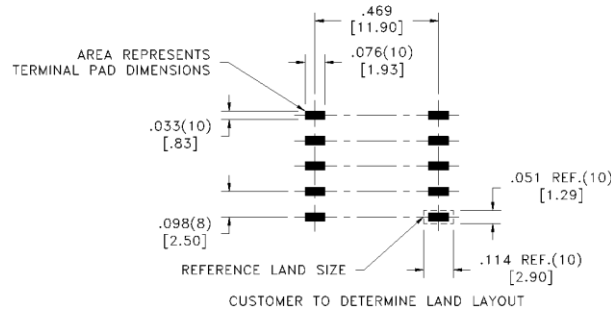 .469
[11.90]
AREA REPRESENTS
TERMINAL PAD DIMENSIONS
.076(10)
[1.93]
.033(10)
[.83]
.051 REF.(10)
[1.29]
.098(8)
[2.50]
REFERENCE LAND SIZE
.114 REF.(10)
[2.90]
CUSTOMER TO DETERMINE LAND LAYOUT